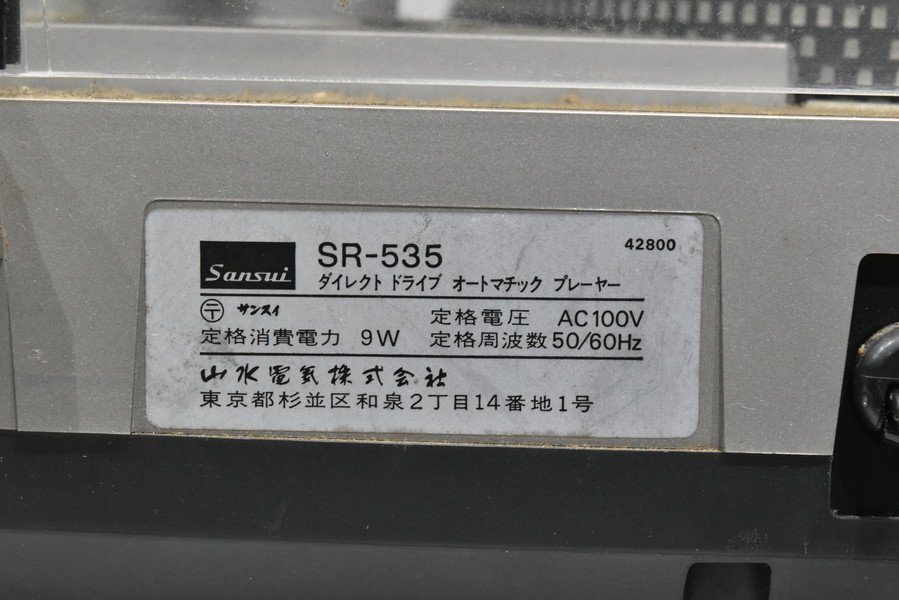 Sansui SR-535 42800
ダイレクト ドライブ オートマチック プレーヤー
〒 サンスイ 定格電圧 AC100V
定格消費電力 9W 定格周波数 50/60Hz
山水電気株式会社
東京都杉並区和泉2丁目14番地1号